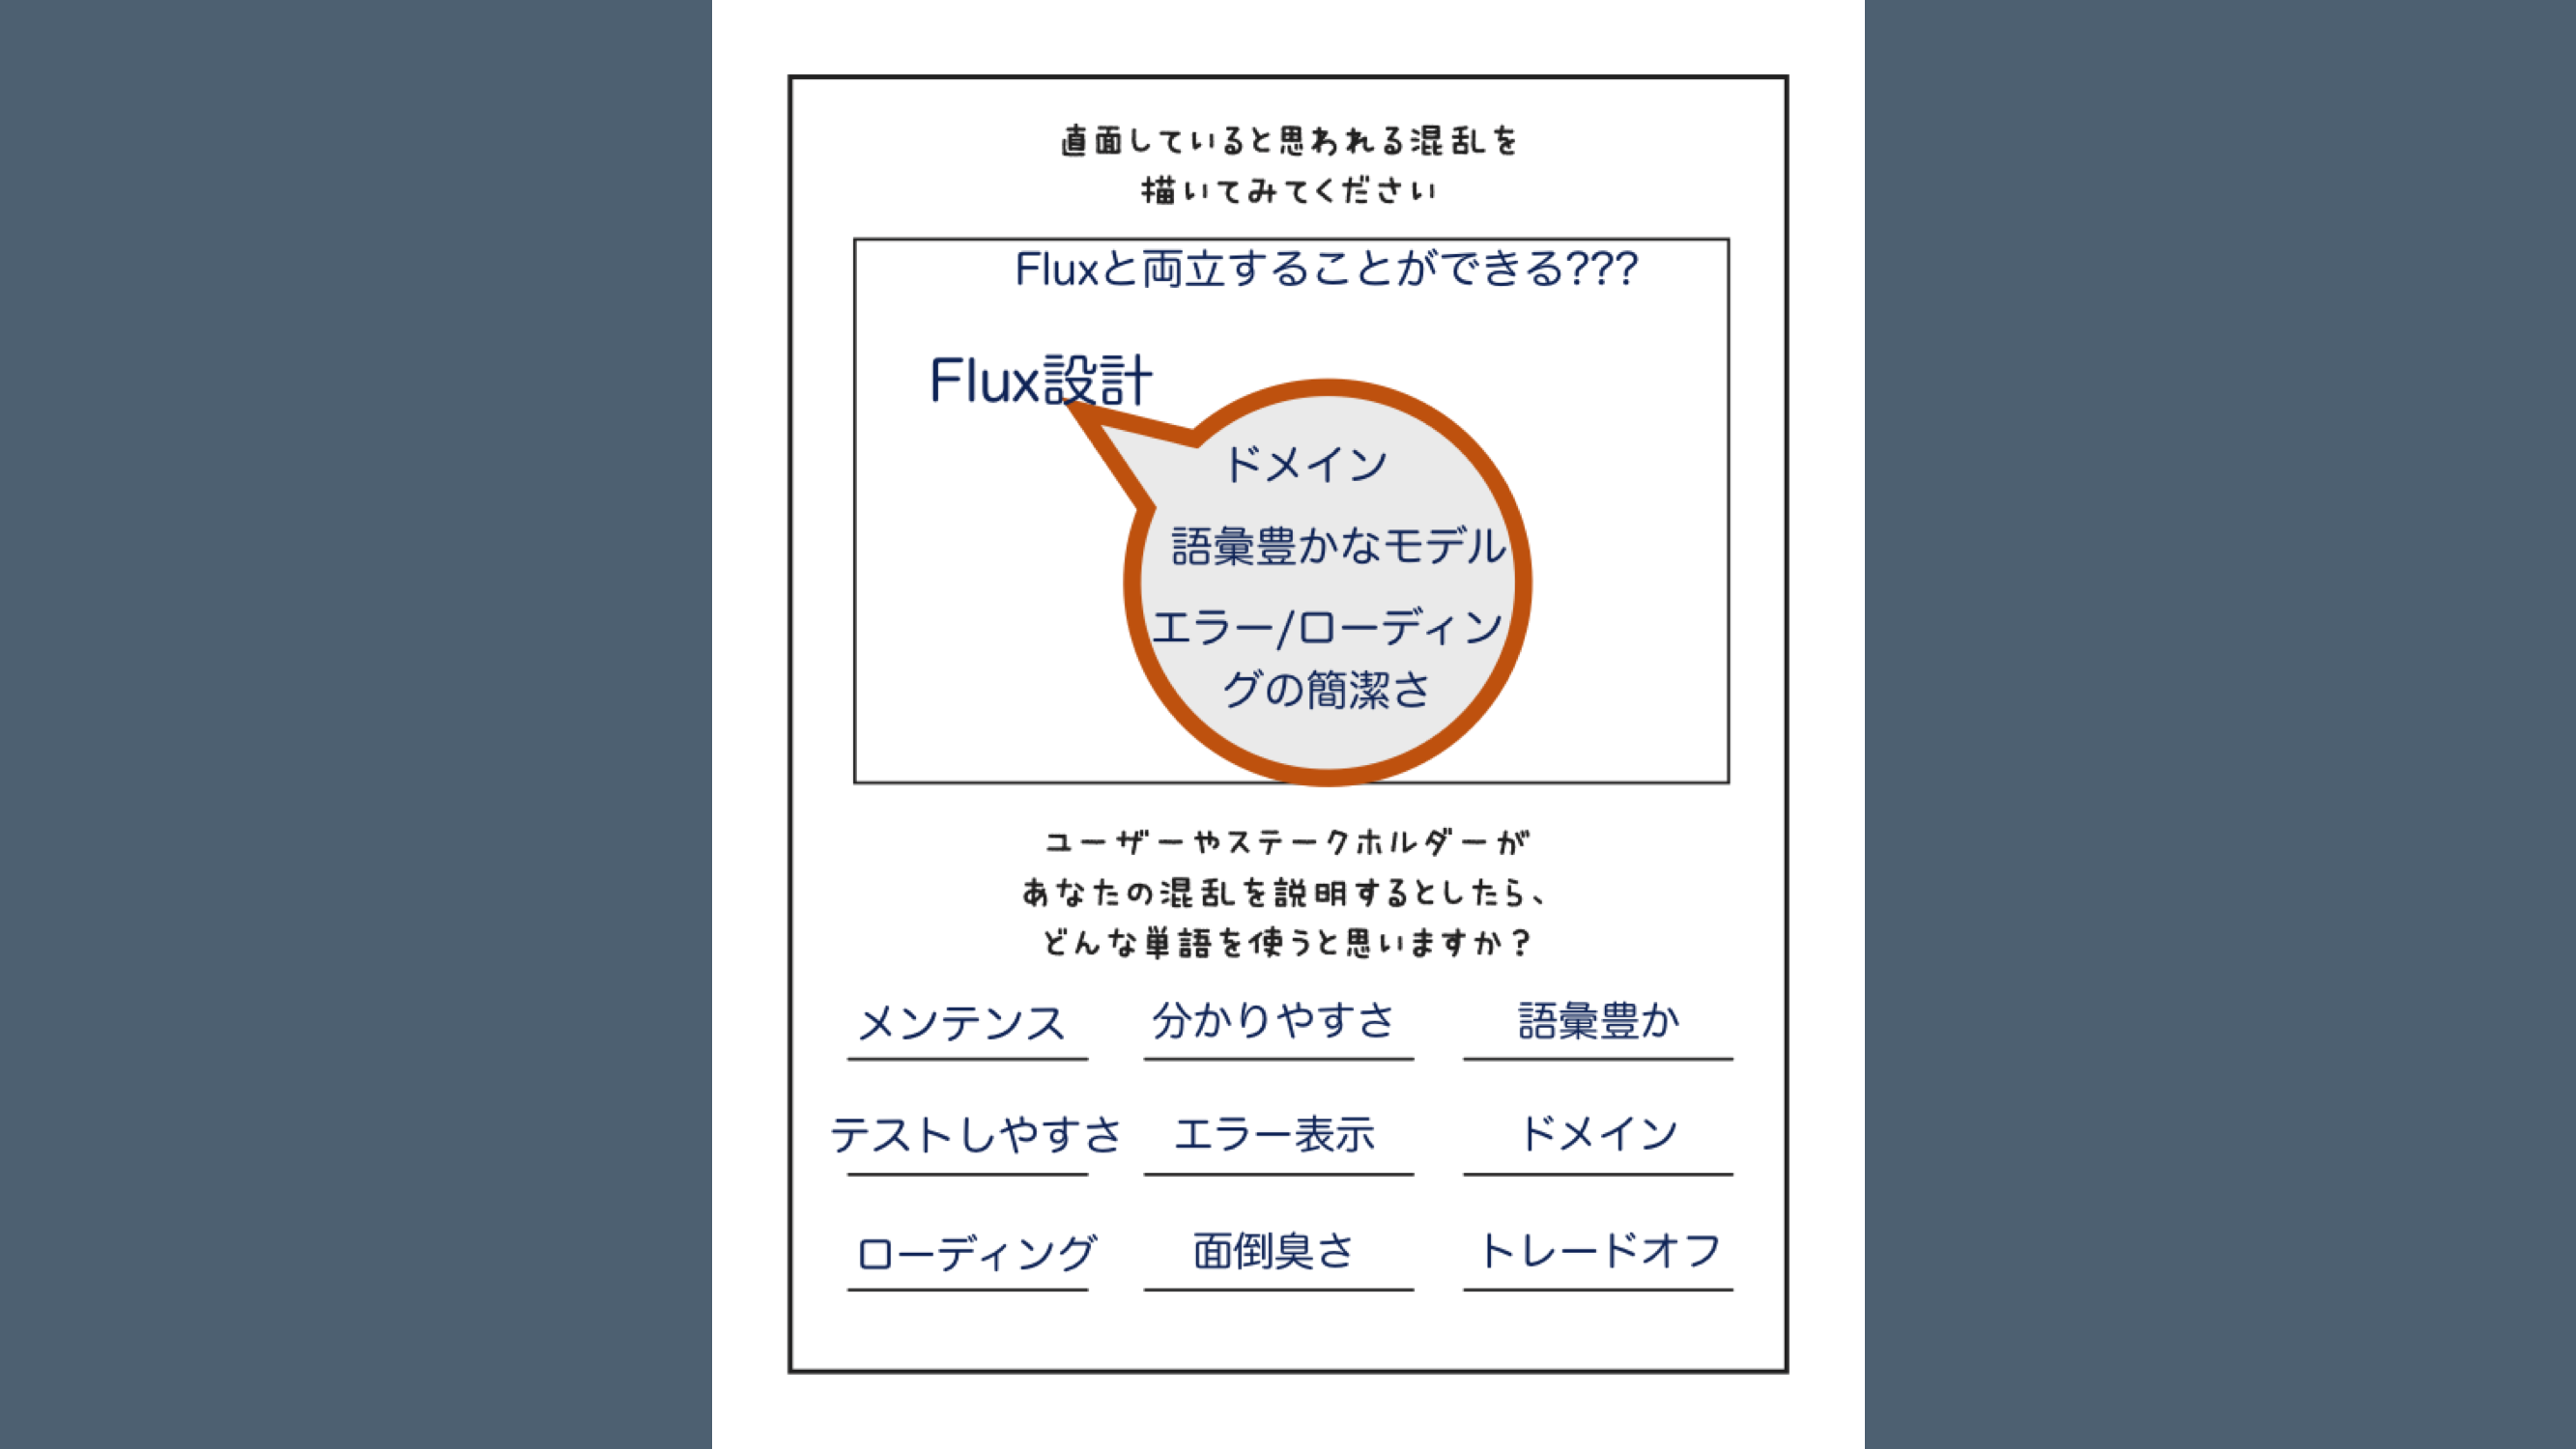 直面していると思われる混乱を
描いてみてください
Fluxと両立することができる???
Flux設計
ドメイン
語彙豊かなモデル
エラー/ローディン
グの簡潔さ
ユーザーやステークホルダーが
あなたの混乱を説明するとしたら、
どんな単語を使うと思いますか?
メンテンス 分かりやすさ 語彙豊か
テストしやすさ エラー表示 ドメイン
ローディング 面倒臭さ トレードオフ